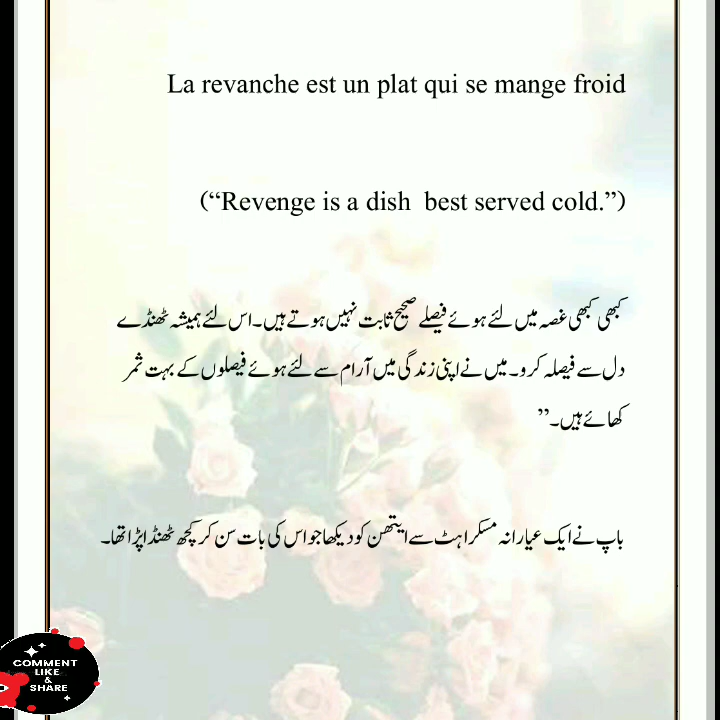 La revanche est un plat qui se mange froid
(“Revenge is a dish best served cold.”)
کبھی کبھی غصہ میں لئے ہوئے فیصلے صحیح ثابت نہیں ہوتے ہیں۔ اس لئے ہمیشہ ٹھنڈے
دل سے فیصلہ کرو۔ میں نے اپنی زندگی میں آرام سے لئے ہوئے فیصلوں کے بہت ثمر
کھائے ہیں۔”
باپ نے ایک عیارانہ مسکراہٹ سے ایتھن کو دیکھا جو اس کی بات سن کر کچھ ٹھنڈا پڑا تھا۔
COMMENT
LIKE
&
SHARE